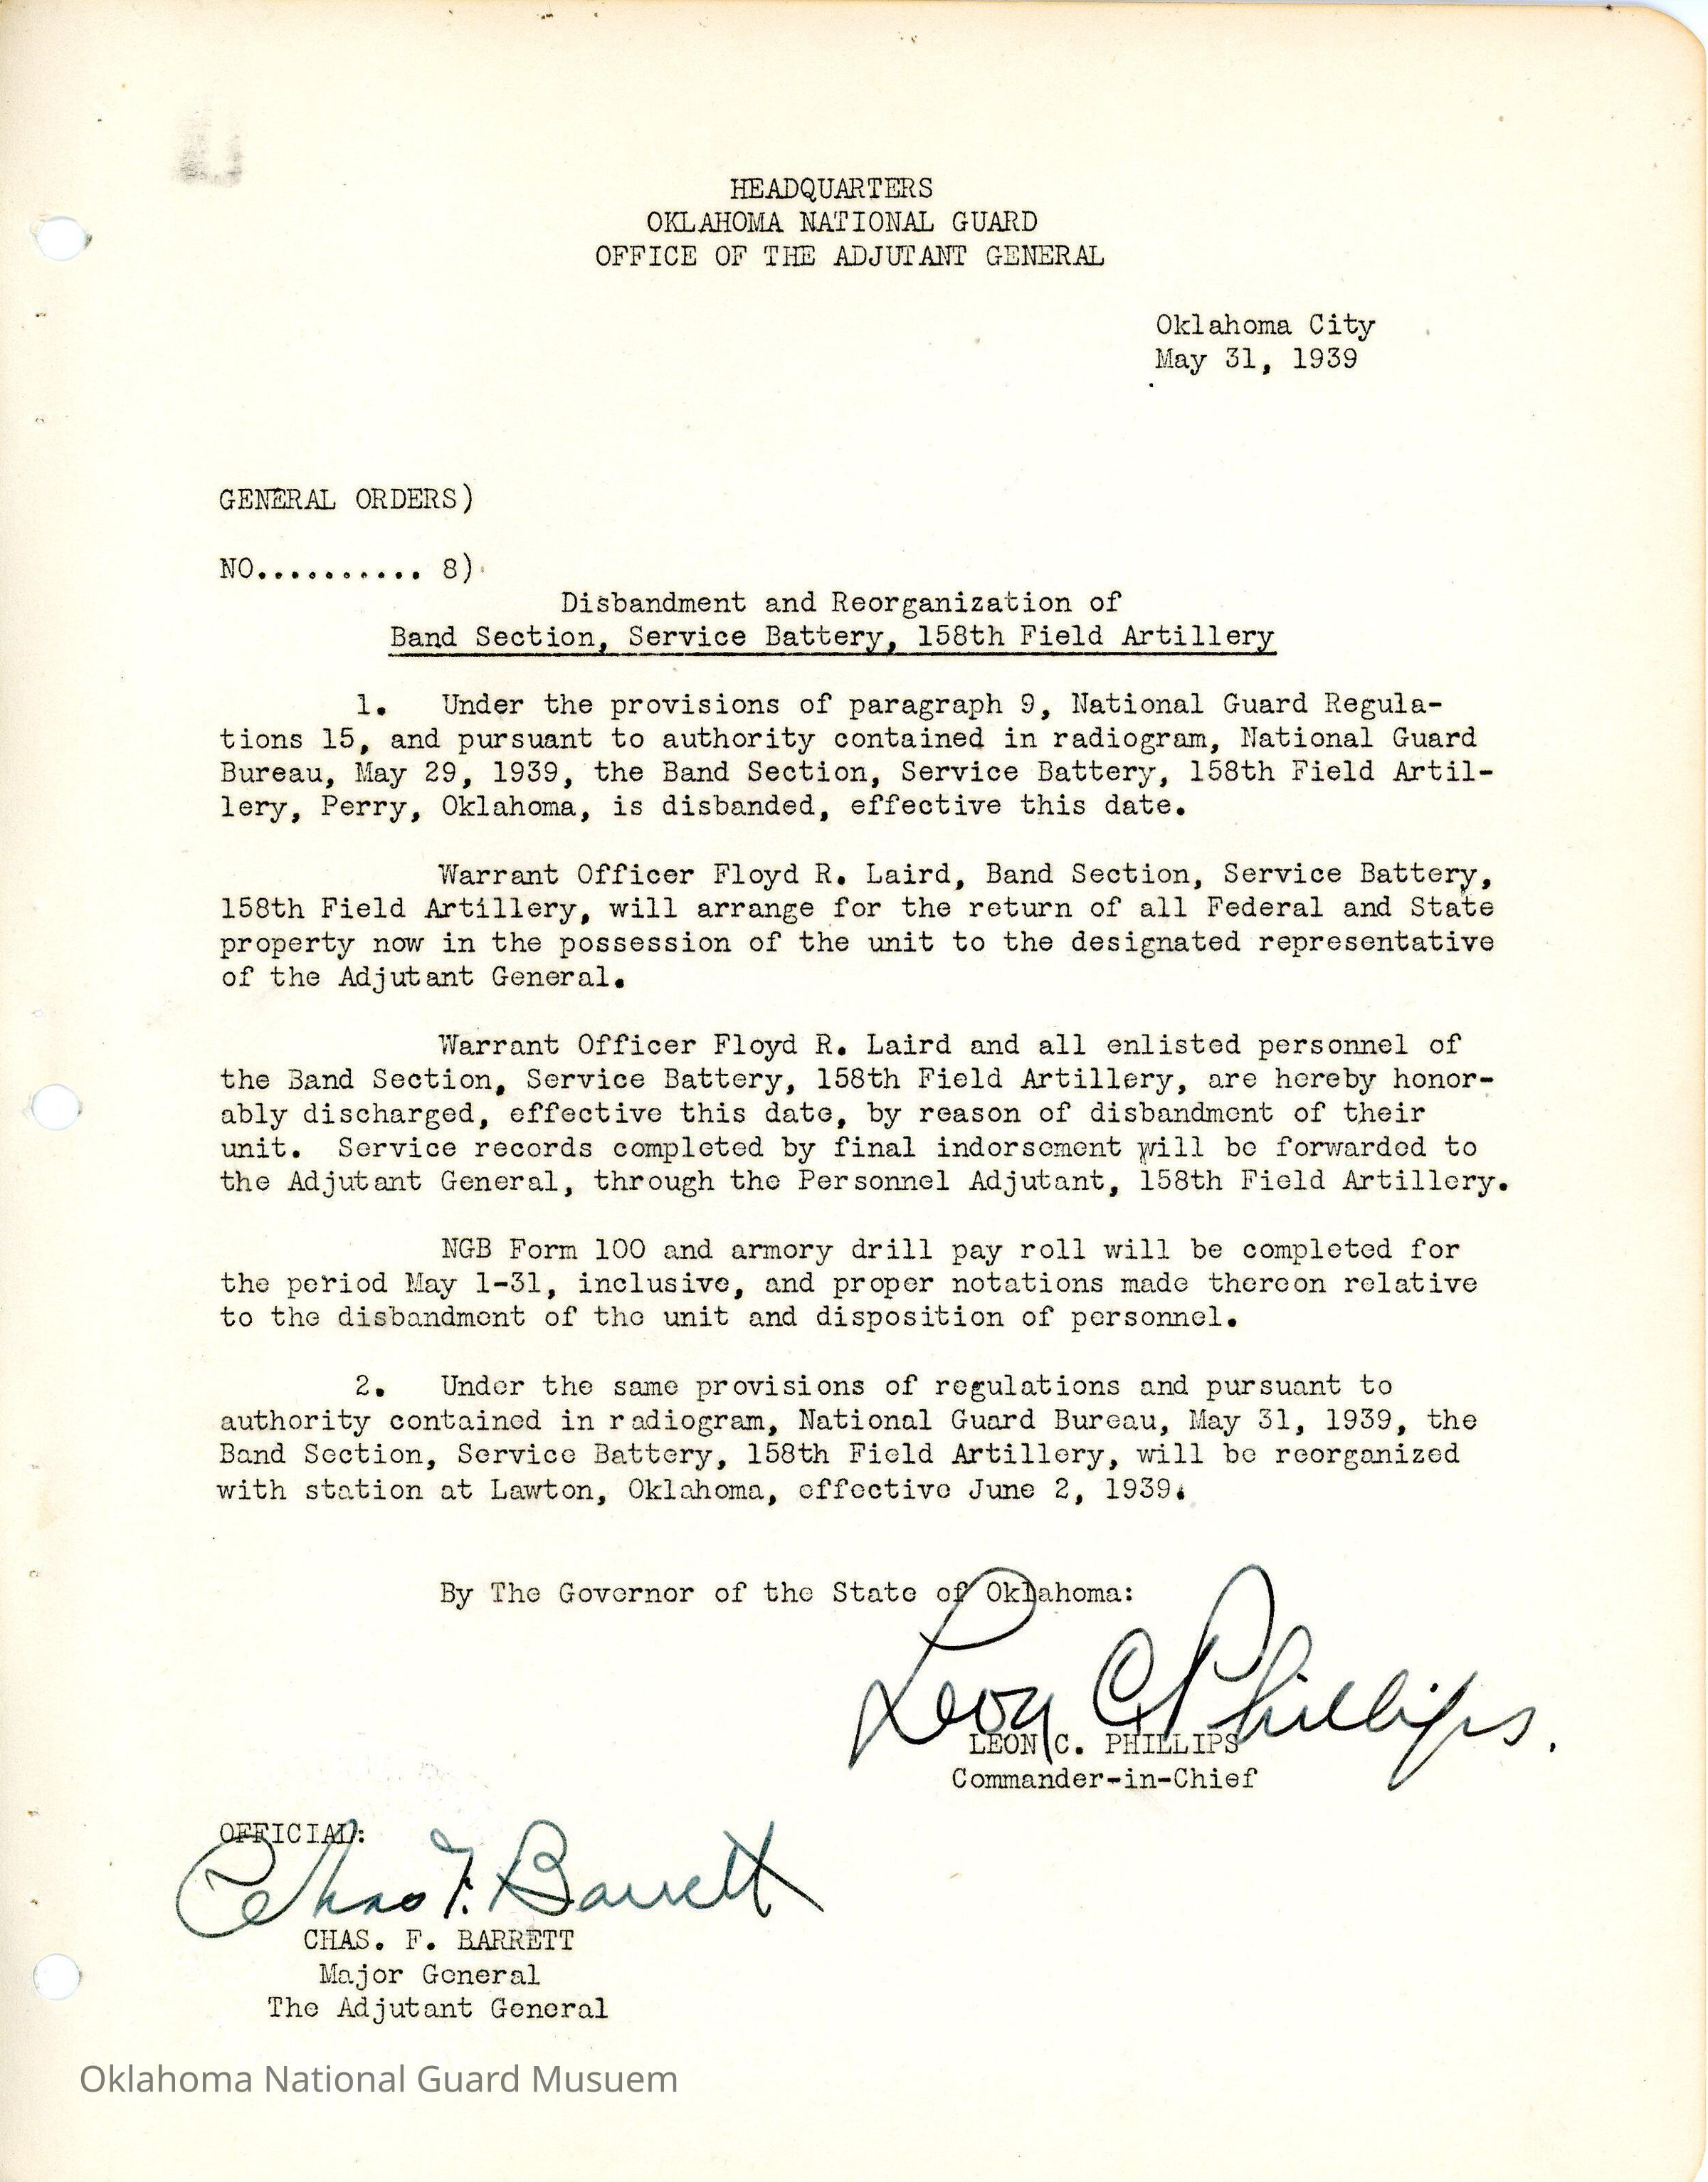 HEADQUARTERS
OKLAHOMA NATIONAL GUARD
OFFICE OF THE ADJUTANT GENERAL
Oklahoma City
May 31, 1939
GENERAL ORDERS)
NO.......... 8)
Disbandment and Reorganization of
Band Section, Service Battery, 158th Field Artillery
1. Under the provisions of paragraph 9, National Guard Regula-
tions 15, and pursuant to authority contained in radiogram, National Guard
Bureau, May 29, 1939, the Band Section, Service Battery, 158th Field Artil-
lery, Perry, Oklahoma, is disbanded, effective this date.
Warrant Officer Floyd R. Laird, Band Section, Service Battery,
158th Field Artillery, will arrange for the return of all Federal and State
property now in the possession of the unit to the designated representative
of the Adjutant General.
Warrant Officer Floyd R. Laird and all enlisted personnel of
the Band Section, Service Battery, 158th Field Artillery, are hereby honor-
ably discharged, effective this date, by reason of disbandment of their
unit. Service records completed by final indorsement will be forwarded to
the Adjutant General, through the Personnel Adjutant, 158th Field Artillery.
NGB Form 100 and armory drill pay roll will be completed for
the period May 1-31, inclusive, and proper notations made thereon relative
to the disbandment of the unit and disposition of personnel.
2. Under the same provisions of regulations and pursuant to
authority contained in radiogram, National Guard Bureau, May 31, 1939, the
Band Section, Service Battery, 158th Field Artillery, will be reorganized
with station at Lawton, Oklahoma, effective June 2, 1939.
By The Governor of the State of Oklahoma:
Leon C Phillips.
LEON C. PHILLIPS
Commander-in-Chief
OFFICIAL:
Chas F. Barrett
CHAS. F. BARRETT
Major General
The Adjutant General
Oklahoma National Guard Musuem